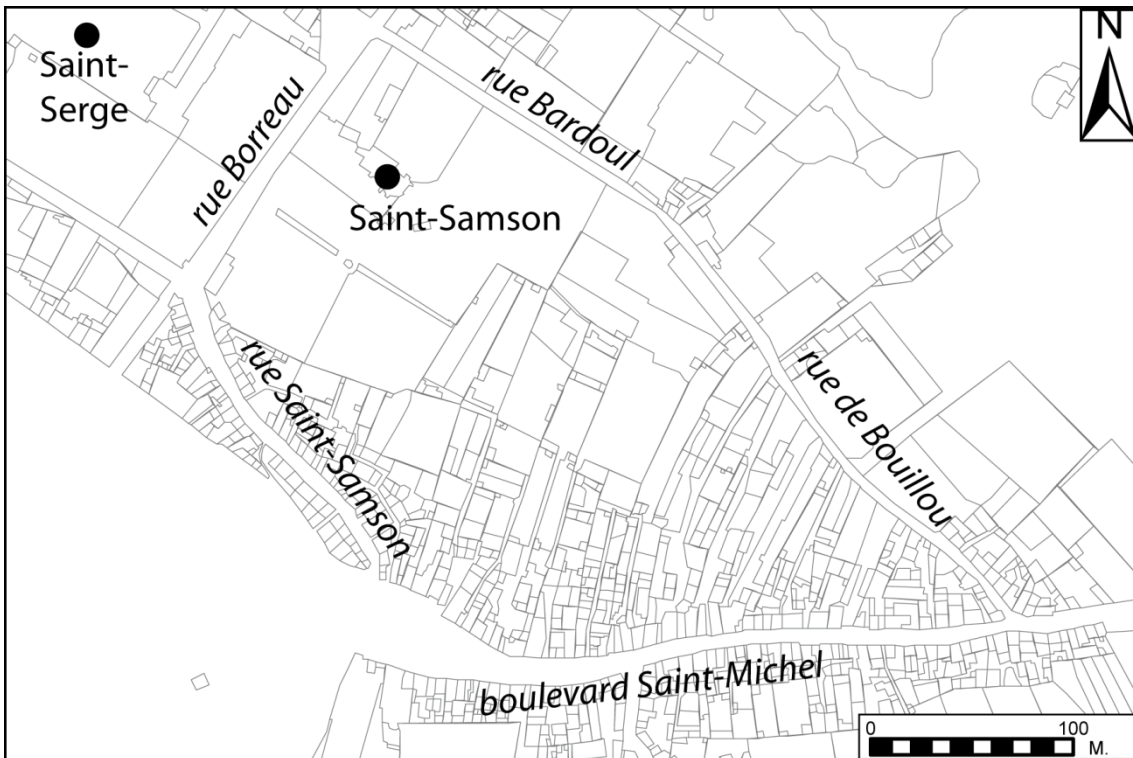 N
Saint-
Serge
rue Borreau
rue Bardoul
Saint-Samson
rue Saint-Samson
rue de Bouillou
boulevard Saint-Michel
0 100
M.